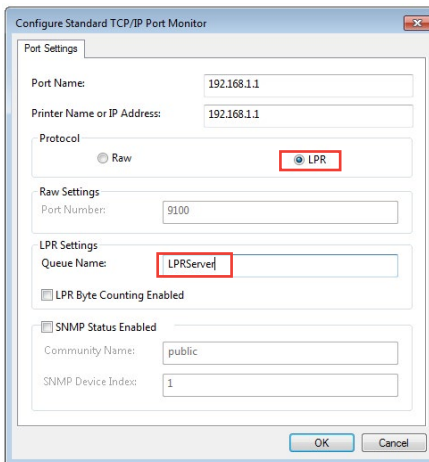 Configure Standard TCP/IP Port Monitor
Port Settings
Port Name: 192.168.1.1
Printer Name or IP Address: 192.168.1.1
Protocol
Raw LPR
Raw Settings
Port Number: 9100
LPR Settings
Queue Name: LPRServer
LPR Byte Counting Enabled
SNMP Status Enabled
Community Name: public
SNMP Device Index: 1
OK Cancel